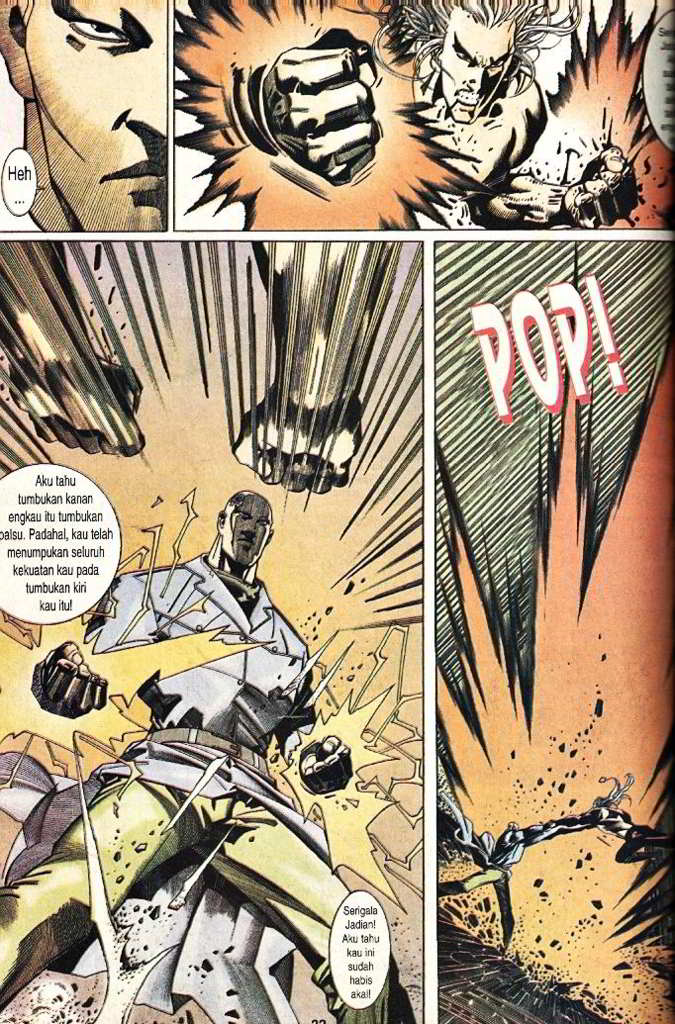 Heh
...
POP!
Aku tahu
tumbukan kanan
engkau itu tumbukan
palsu. Padahal, kau telah
menumpukan seluruh
kekuatan kau pada
tumbukan kiri
kau itu!
Serigala
Jadian!
Aku tahu
kau ini
sudah
habis
akal!